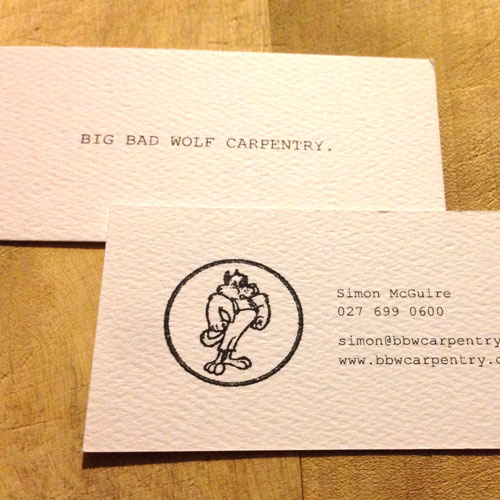 BIG BAD WOLF CARPENTRY.
Simon McGuire
027 699 0600
simon@bbwcarpentry
www.bbwcarpentry.c